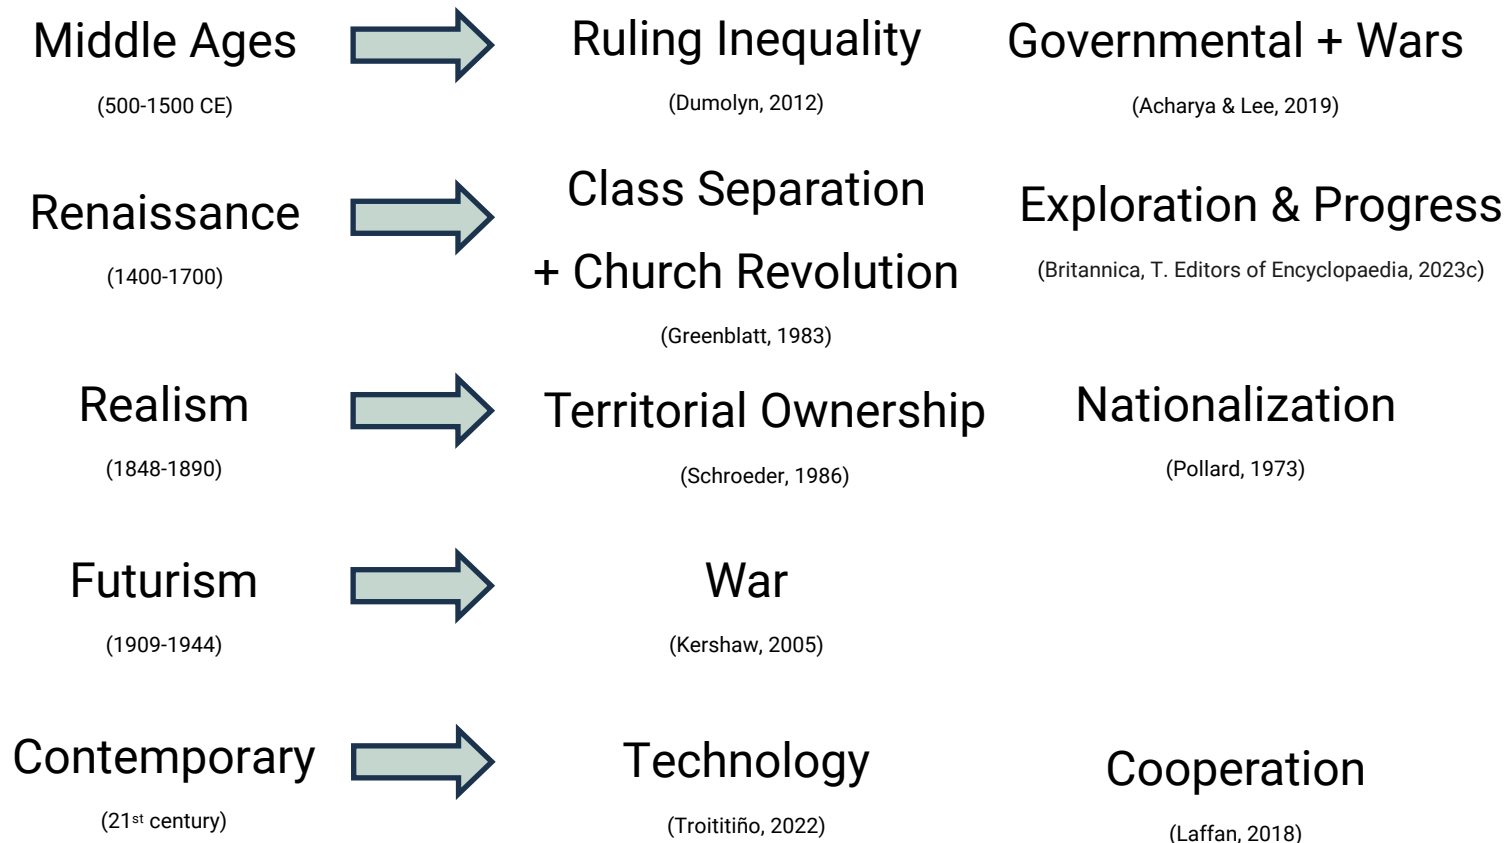 Middle Ages
(500-1500 CE)
Ruling Inequality
(Dumolyn, 2012)
Governmental + Wars
(Acharya & Lee, 2019)
Renaissance
(1400-1700)
Class Separation
+ Church Revolution
(Greenblatt, 1983)
Exploration & Progress
(Britannica, T. Editors of Encyclopaedia, 2023c)
Realism
(1848-1890)
Territorial Ownership
(Schroeder, 1986)
Nationalization
(Pollard, 1973)
Futurism
(1909-1944)
War
(Kershaw, 2005)
Contemporary
(21st century)
Technology
(Troititiño, 2022)
Cooperation
(Laffan, 2018)